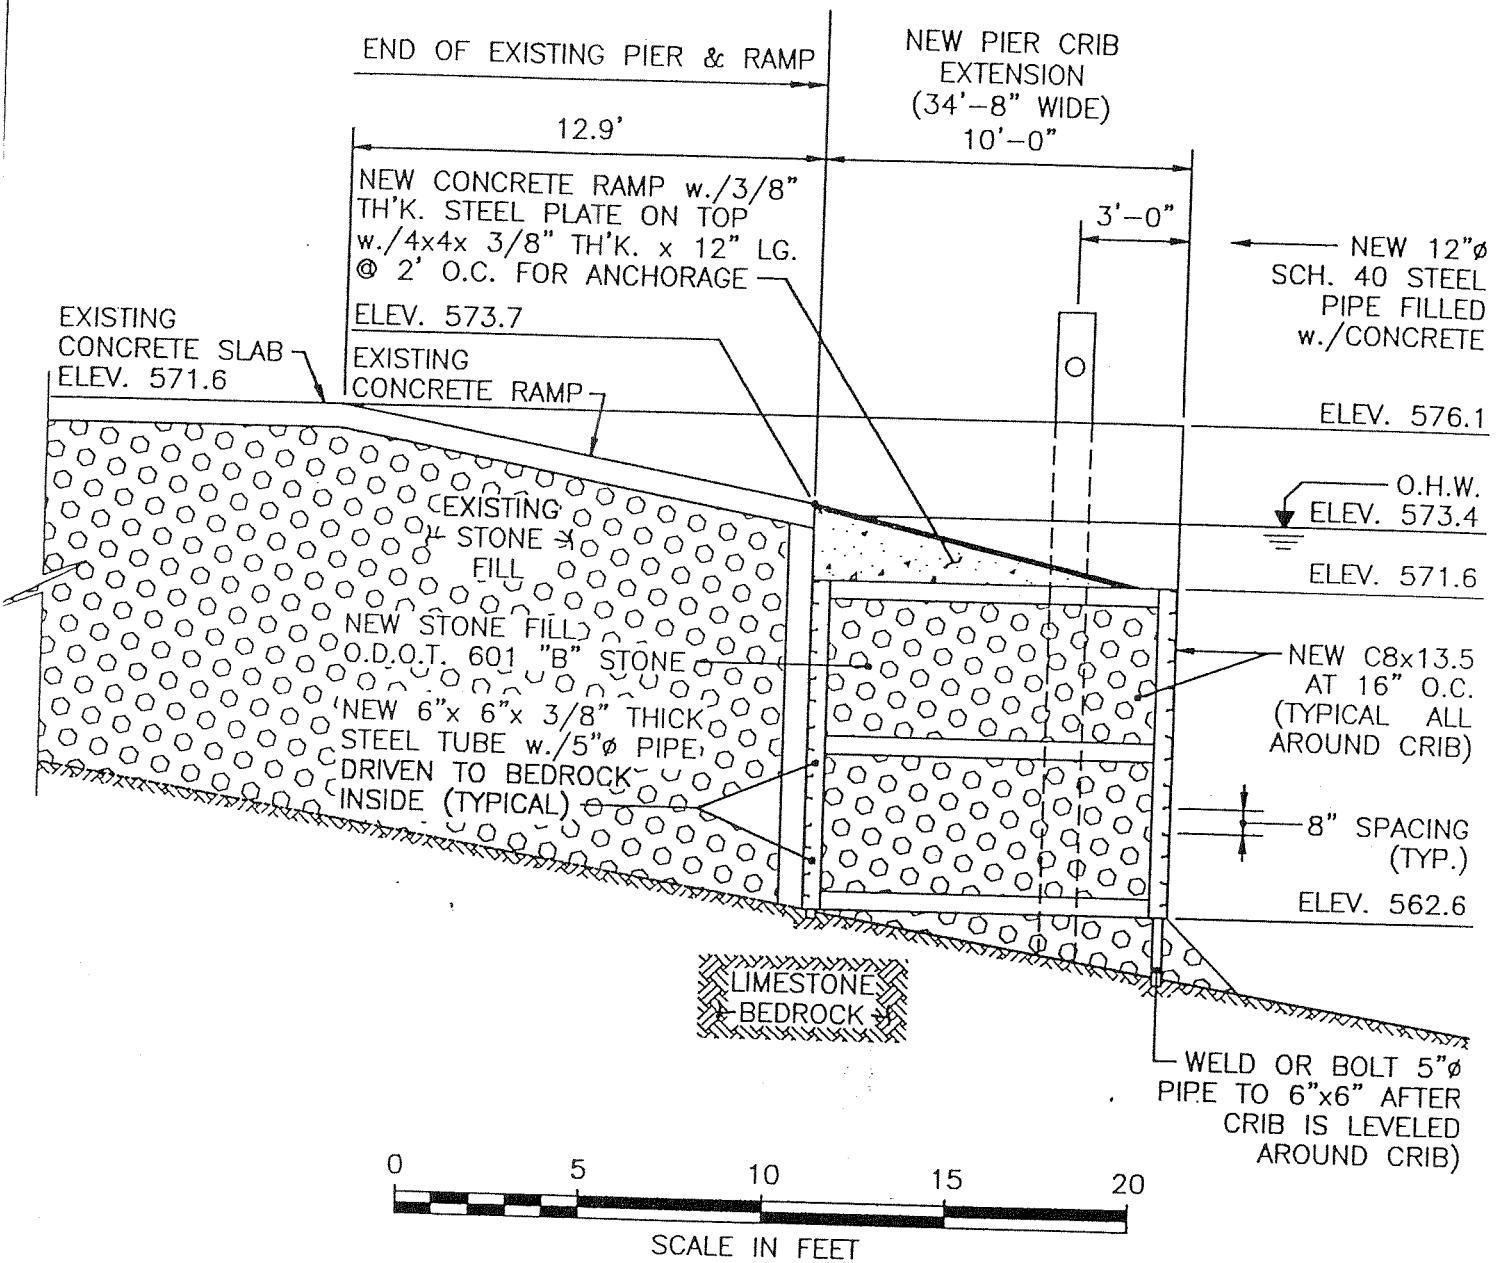 END OF EXISTING PIER & RAMP
NEW PIER CRIB
EXTENSION
(34'-8" WIDE)
10'-0"
12.9'
NEW CONCRETE RAMP w./3/8"
TH'K. STEEL PLATE ON TOP
w./4x4x 3/8" TH'K. x 12" LG.
@ 2' O.C. FOR ANCHORAGE
3'-0"
NEW 12"ø
SCH. 40 STEEL
PIPE FILLED
w./CONCRETE
ELEV. 573.7
EXISTING
CONCRETE SLAB
ELEV. 571.6
EXISTING
CONCRETE RAMP
ELEV. 576.1
O.H.W.
ELEV. 573.4
ELEV. 571.6
EXISTING
STONE
FILL
NEW STONE FILL
O.D.O.T. 601 "B" STONE
NEW 6"x 6"x 3/8" THICK
STEEL TUBE w./5"ø PIPE
DRIVEN TO BEDROCK
INSIDE (TYPICAL)
NEW C8x13.5
AT 16" O.C.
(TYPICAL ALL
AROUND CRIB)
8" SPACING
(TYP.)
ELEV. 562.6
LIMESTONE
BEDROCK
WELD OR BOLT 5"ø
PIPE TO 6"x6" AFTER
CRIB IS LEVELED
AROUND CRIB)
0 5 10 15 20
SCALE IN FEET